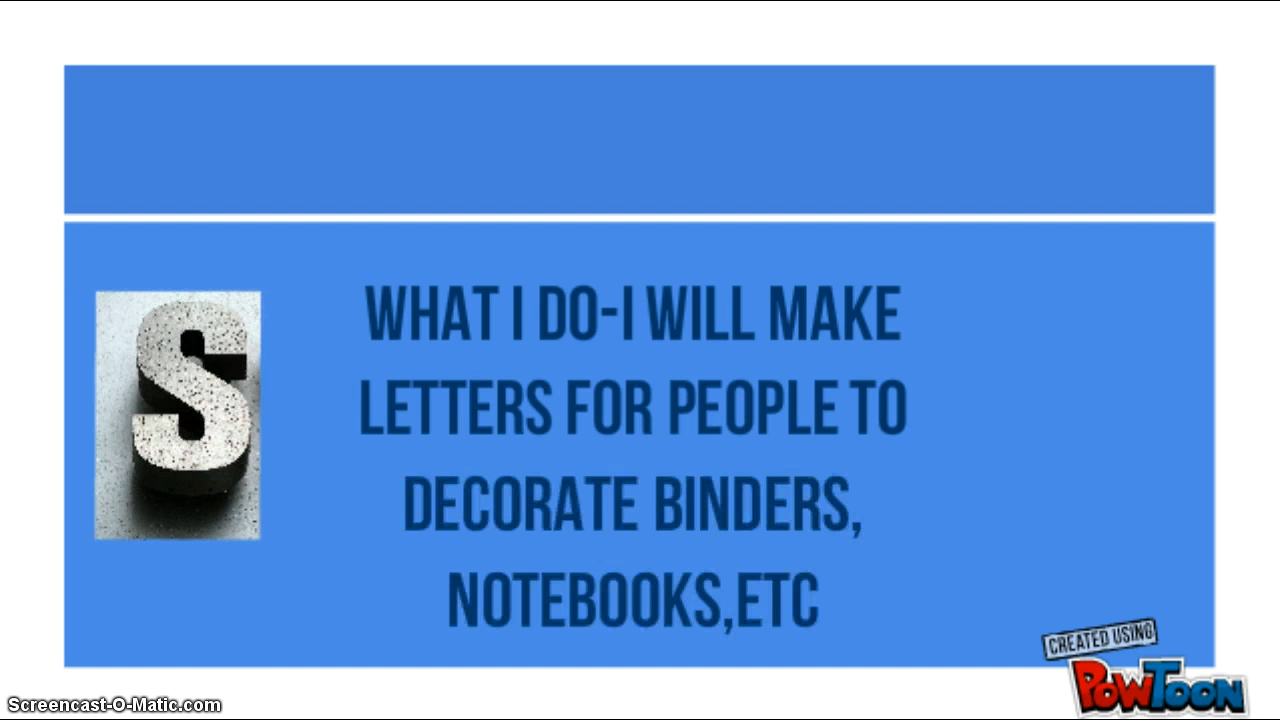 S
WHAT I DO-I WILL MAKE
LETTERS FOR PEOPLE TO
DECORATE BINDERS,
NOTEBOOKS,ETC
CREATED USING
POWTOON
Screencast-O-Matic.com